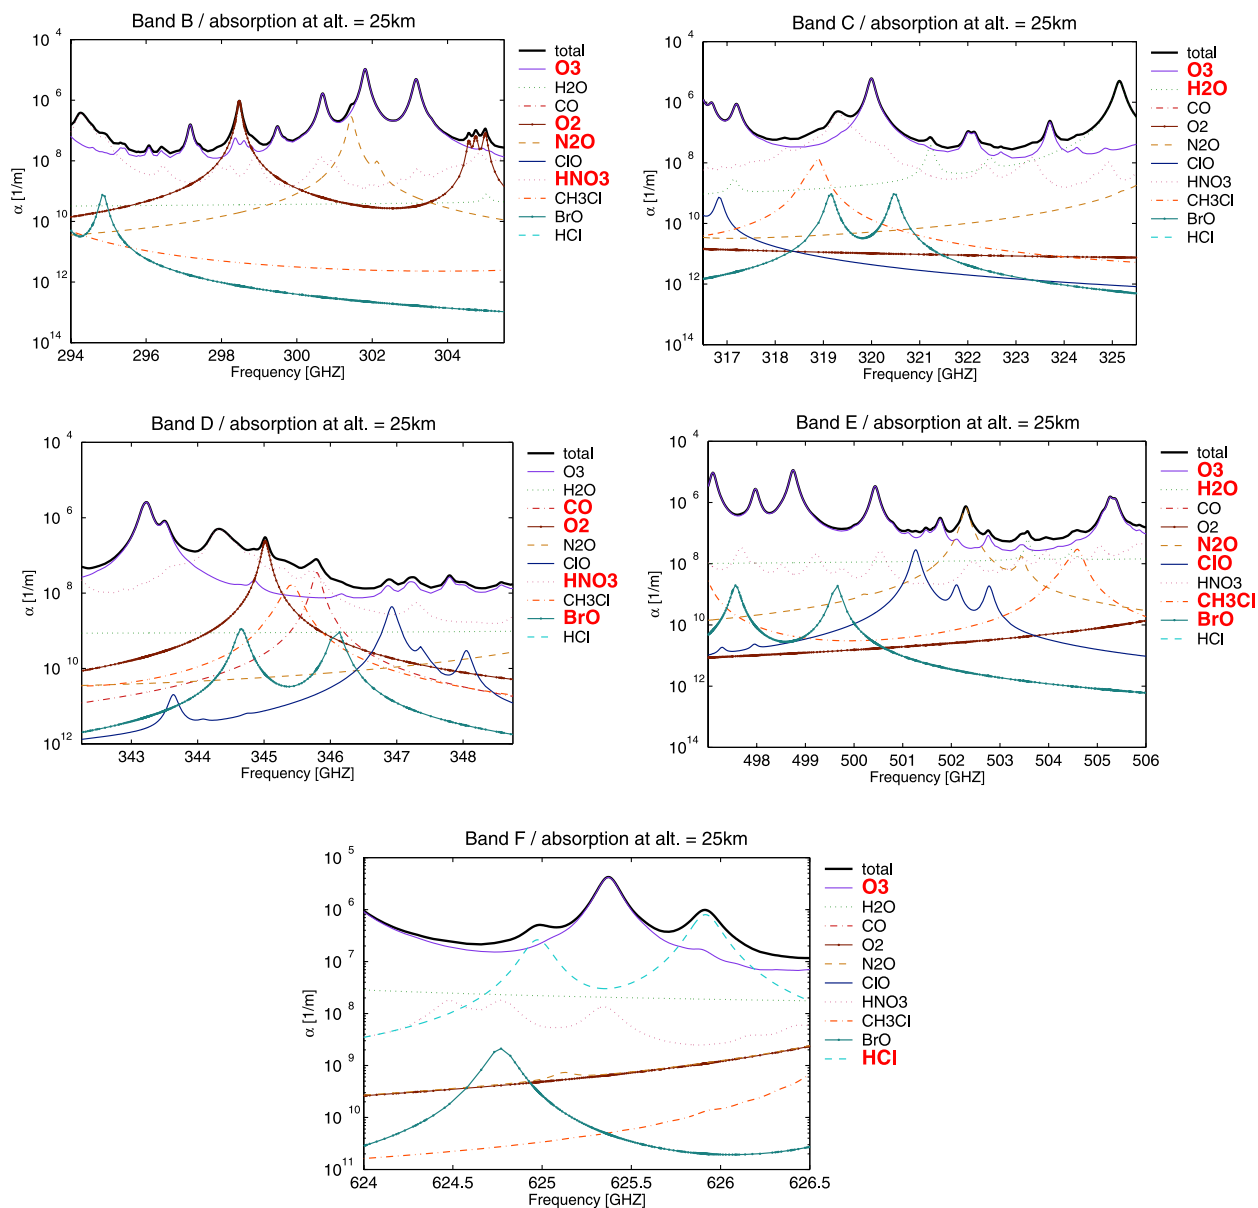 Band B / absorption at alt. = 25km
α [1/m]
10 4
10 6
10 8
10 10
10 12
10 14
294 296 298 300 302 304
Frequency [GHZ]
total
O3
H2O
CO
O2
N2O
ClO
HNO3
CH3Cl
BrO
HCl
Band C / absorption at alt. = 25km
α [1/m]
10 4
10 6
10 8
10 10
10 12
10 14
317 318 319 320 321 322 323 324 325
Frequency [GHZ]
total
O3
H2O
CO
O2
N2O
ClO
HNO3
CH3Cl
BrO
HCl
Band D / absorption at alt. = 25km
α [1/m]
10 4
10 6
10 8
10 10
10 12
343 344 345 346 347 348
Frequency [GHZ]
total
O3
H2O
CO
O2
N2O
ClO
HNO3
CH3Cl
BrO
HCl
Band E / absorption at alt. = 25km
α [1/m]
10 4
10 6
10 8
10 10
10 12
10 14
498 499 500 501 502 503 504 505 506
Frequency [GHZ]
total
O3
H2O
CO
O2
N2O
ClO
HNO3
CH3Cl
BrO
HCl
Band F / absorption at alt. = 25km
α [1/m]
10 5
10 6
10 7
10 8
10 9
10 10
10 11
624 624.5 625 625.5 626 626.5
Frequency [GHZ]
total
O3
H2O
CO
O2
N2O
ClO
HNO3
CH3Cl
BrO
HCl